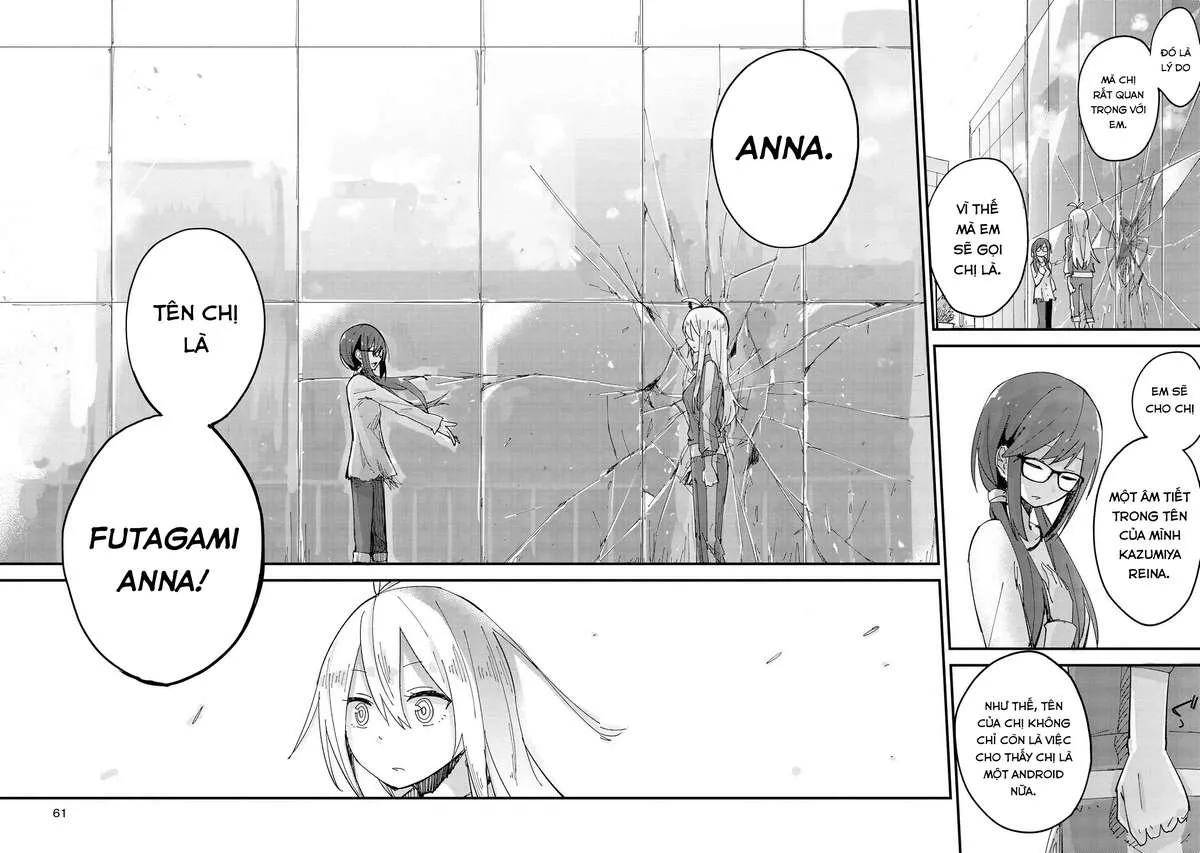 ĐÓ LÀ
LÝ DO
MÀ CHỊ
RẤT QUAN
TRỌNG VỚI
EM.
VÌ THẾ
MÀ EM
SẼ GỌI
CHỊ LÀ.
EM SẼ
CHO CHỊ
MỘT ÂM TIẾT
TRONG TÊN
CỦA MÌNH
KAZUMIYA
REINA.
NHƯ THẾ, TÊN
CỦA CHỊ KHÔNG
CHỈ CÒN LÀ VIỆC
CHO THẤY CHỊ LÀ
MỘT ANDROID
NỮA.
ANNA.
TÊN CHỊ
LÀ
FUTAGAMI
ANNA!
61